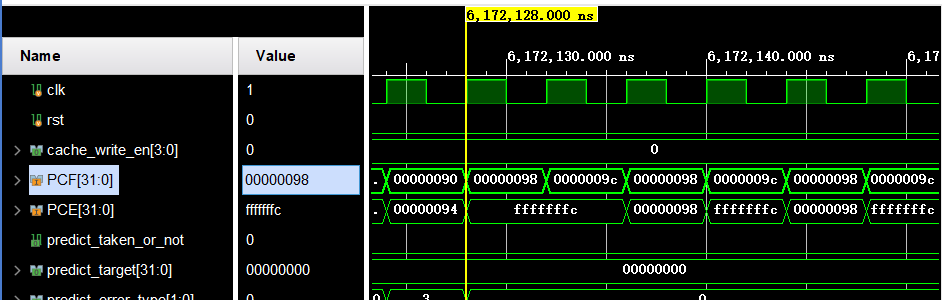 6,172,128.000 ns
Name Value 6,172,130.000 ns 6,172,140.000 ns 6,17
clk 1
rst 0
cache_write_en[3:0] 0 0
PCF[31:0] 00000098 . 00000090 00000098 0000009c 00000098 0000009c 00000098 0000009c
PCE[31:0] fffffffc . 00000094 fffffffc 00000098 fffffffc 00000098 fffffffc
predict_taken_or_not 0
predict_target[31:0] 00000000 00000000
predict_error_type[1:0] 0 0 3 0